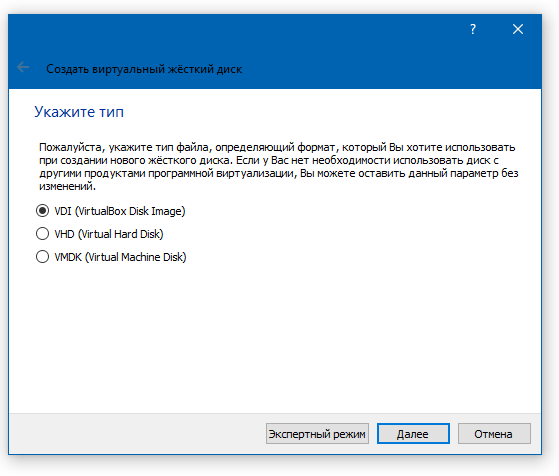 ?
Создать виртуальный жёсткий диск
Укажите тип
Пожалуйста, укажите тип файла, определяющий формат, который Вы хотите использовать
при создании нового жёсткого диска. Если у Вас нет необходимости использовать диск с
другими продуктами программной виртуализации, Вы можете оставить данный параметр без
изменений.
VDI (VirtualBox Disk Image)
VHD (Virtual Hard Disk)
VMDK (Virtual Machine Disk)
Экспертный режим Далее Отмена